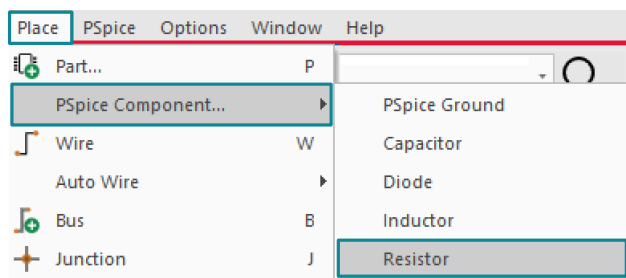 Place PSpice Options Window Help
Part... P
PSpice Component...
PSpice Ground
Wire W
Capacitor
Auto Wire
Diode
Bus B
Inductor
Junction J
Resistor